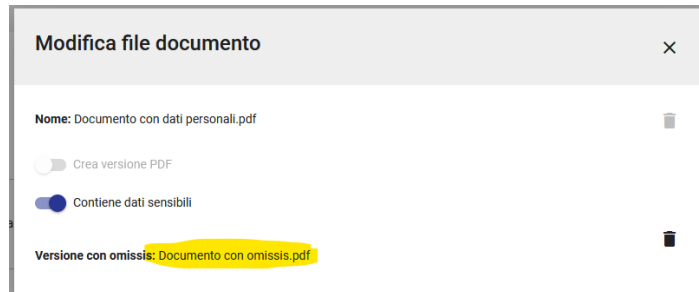 Modifica file documento
Nome: Documento con dati personali.pdf
Crea versione PDF
Contiene dati sensibili
a
Versione con omissis: Documento con omissis.pdf